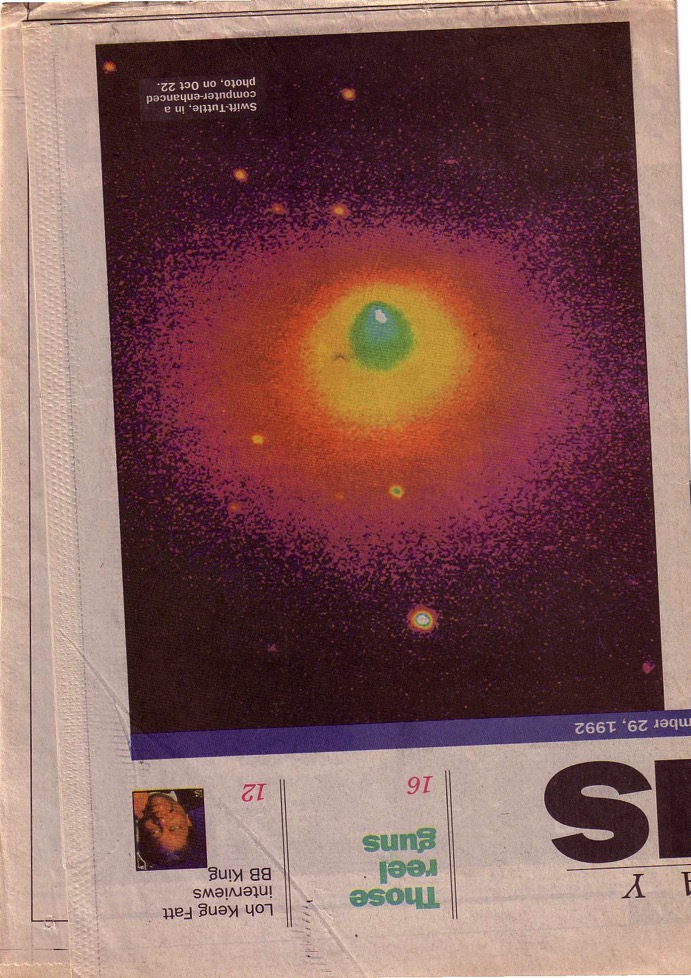 A Y
S
Those
reel
guns
16
Loh Keng Fatt
interviews
BB King
12
mber 29, 1992
Swift-Tuttle, in a
computer-enhanced
photo, on Oct 22.